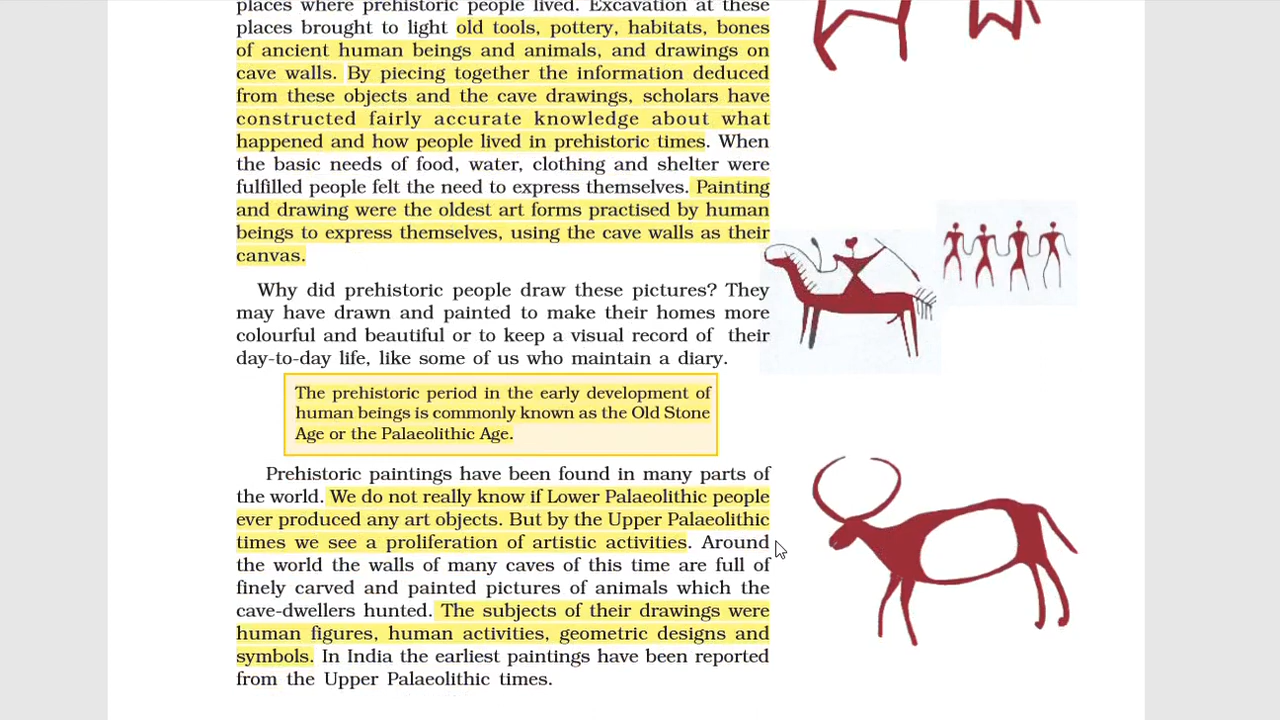 places where prehistoric people lived. Excavation at these
places brought to light old tools, pottery, habitats, bones
of ancient human beings and animals, and drawings on
cave walls. By piecing together the information deduced
from these objects and the cave drawings, scholars have
constructed fairly accurate knowledge about what
happened and how people lived in prehistoric times. When
the basic needs of food, water, clothing and shelter were
fulfilled people felt the need to express themselves. Painting
and drawing were the oldest art forms practised by human
beings to express themselves, using the cave walls as their
canvas.
Why did prehistoric people draw these pictures? They
may have drawn and painted to make their homes more
colourful and beautiful or to keep a visual record of their
day-to-day life, like some of us who maintain a diary.
The prehistoric period in the early development of
human beings is commonly known as the Old Stone
Age or the Palaeolithic Age.
Prehistoric paintings have been found in many parts of
the world. We do not really know if Lower Palaeolithic people
ever produced any art objects. But by the Upper Palaeolithic
times we see a proliferation of artistic activities. Around
the world the walls of many caves of this time are full of
finely carved and painted pictures of animals which the
cave-dwellers hunted. The subjects of their drawings were
human figures, human activities, geometric designs and
symbols. In India the earliest paintings have been reported
from the Upper Palaeolithic times.